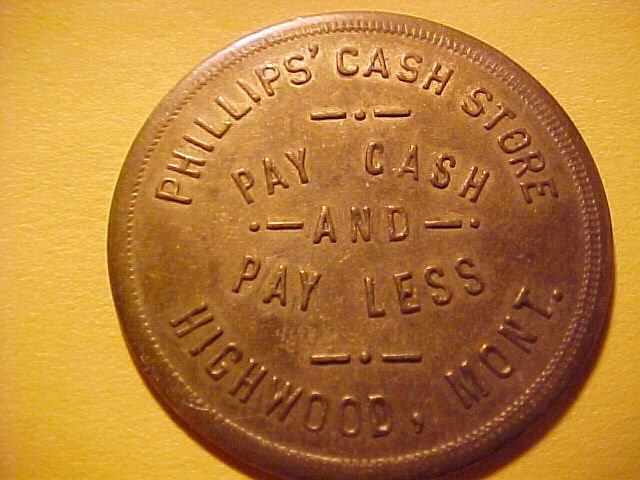 PHILLIPS' CASH STORE
PAY CASH
AND
PAY LESS
HIGHWOOD, MONT.